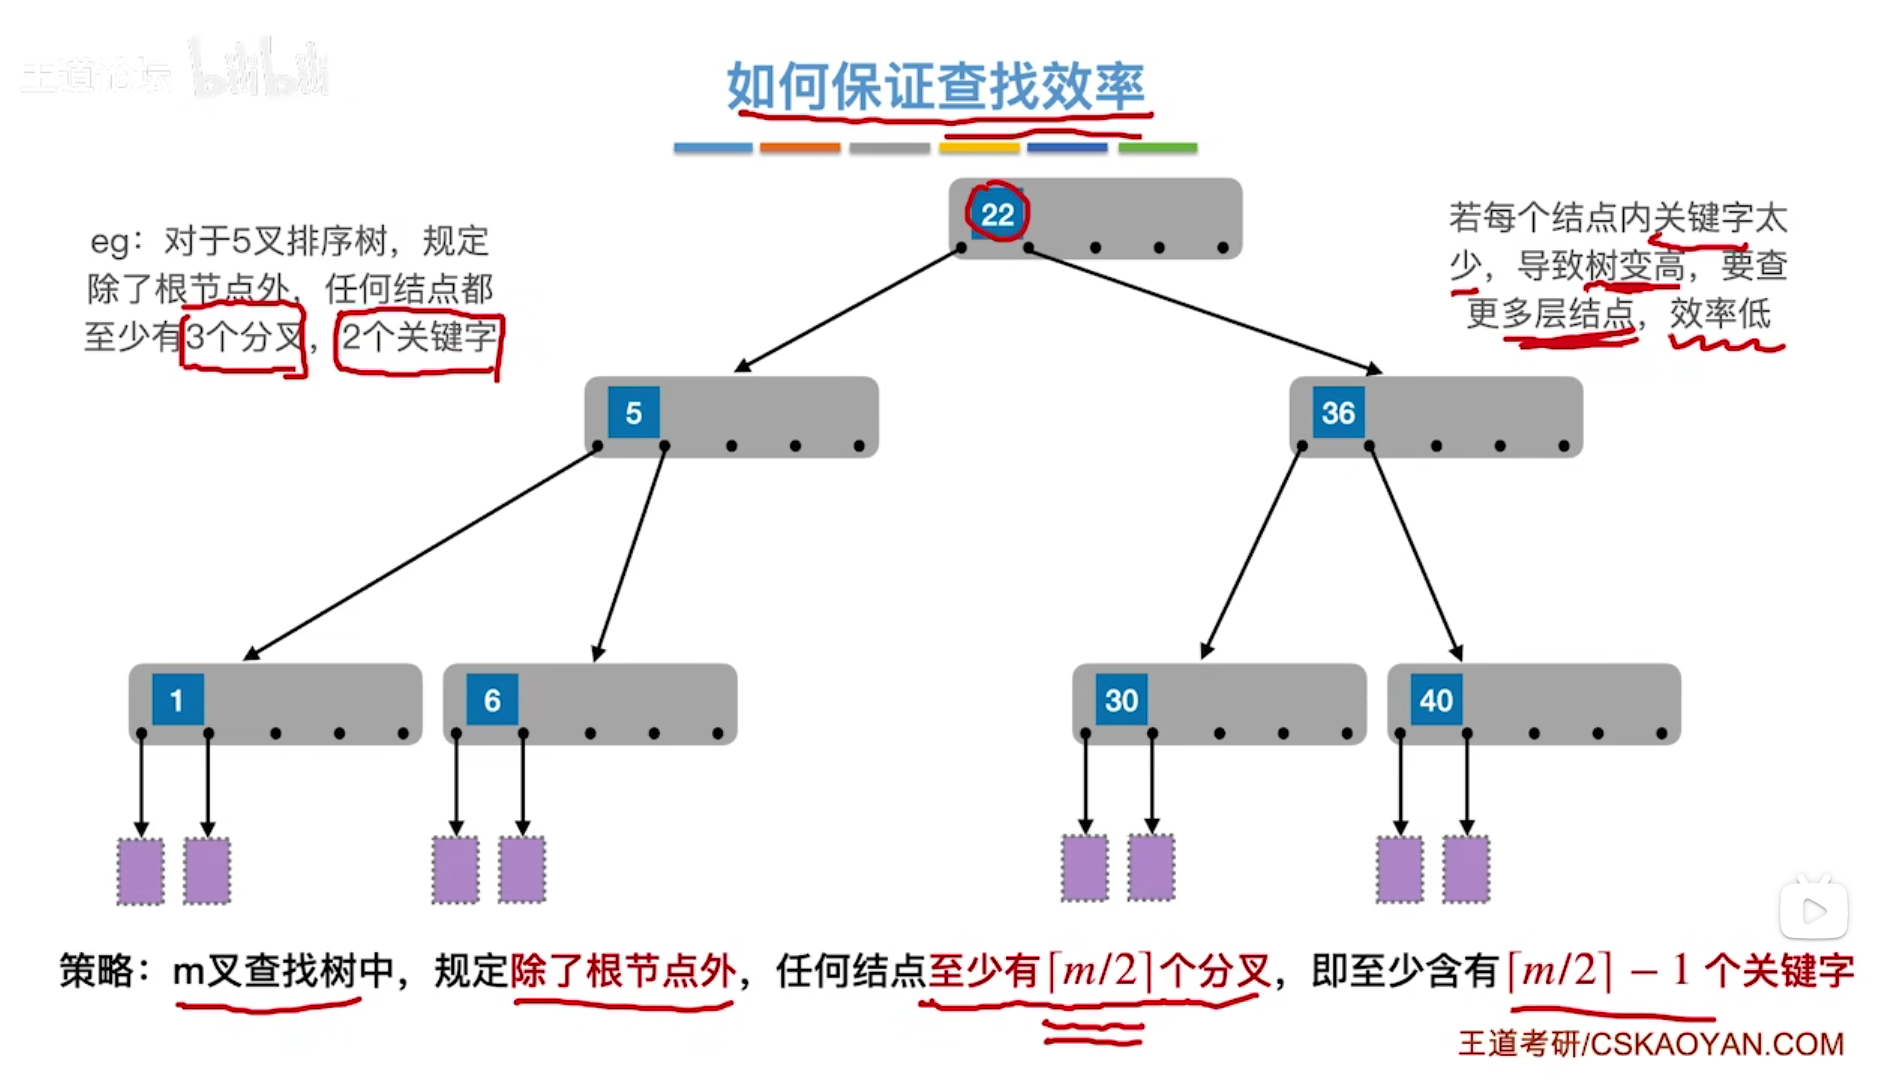 王道论坛 bilibili
如何保证查找效率
eg：对于5叉排序树，规定
除了根节点外，任何结点都
至少有3个分叉，2个关键字
若每个结点内关键字太
少，导致树变高，要查
更多层结点，效率低
22
5
36
1
6
30
40
策略：m叉查找树中，规定除了根节点外，任何结点至少有⌈m/2⌉个分叉，即至少含有⌈m/2⌉ − 1 个关键字
王道考研/CSKAOYAN.COM